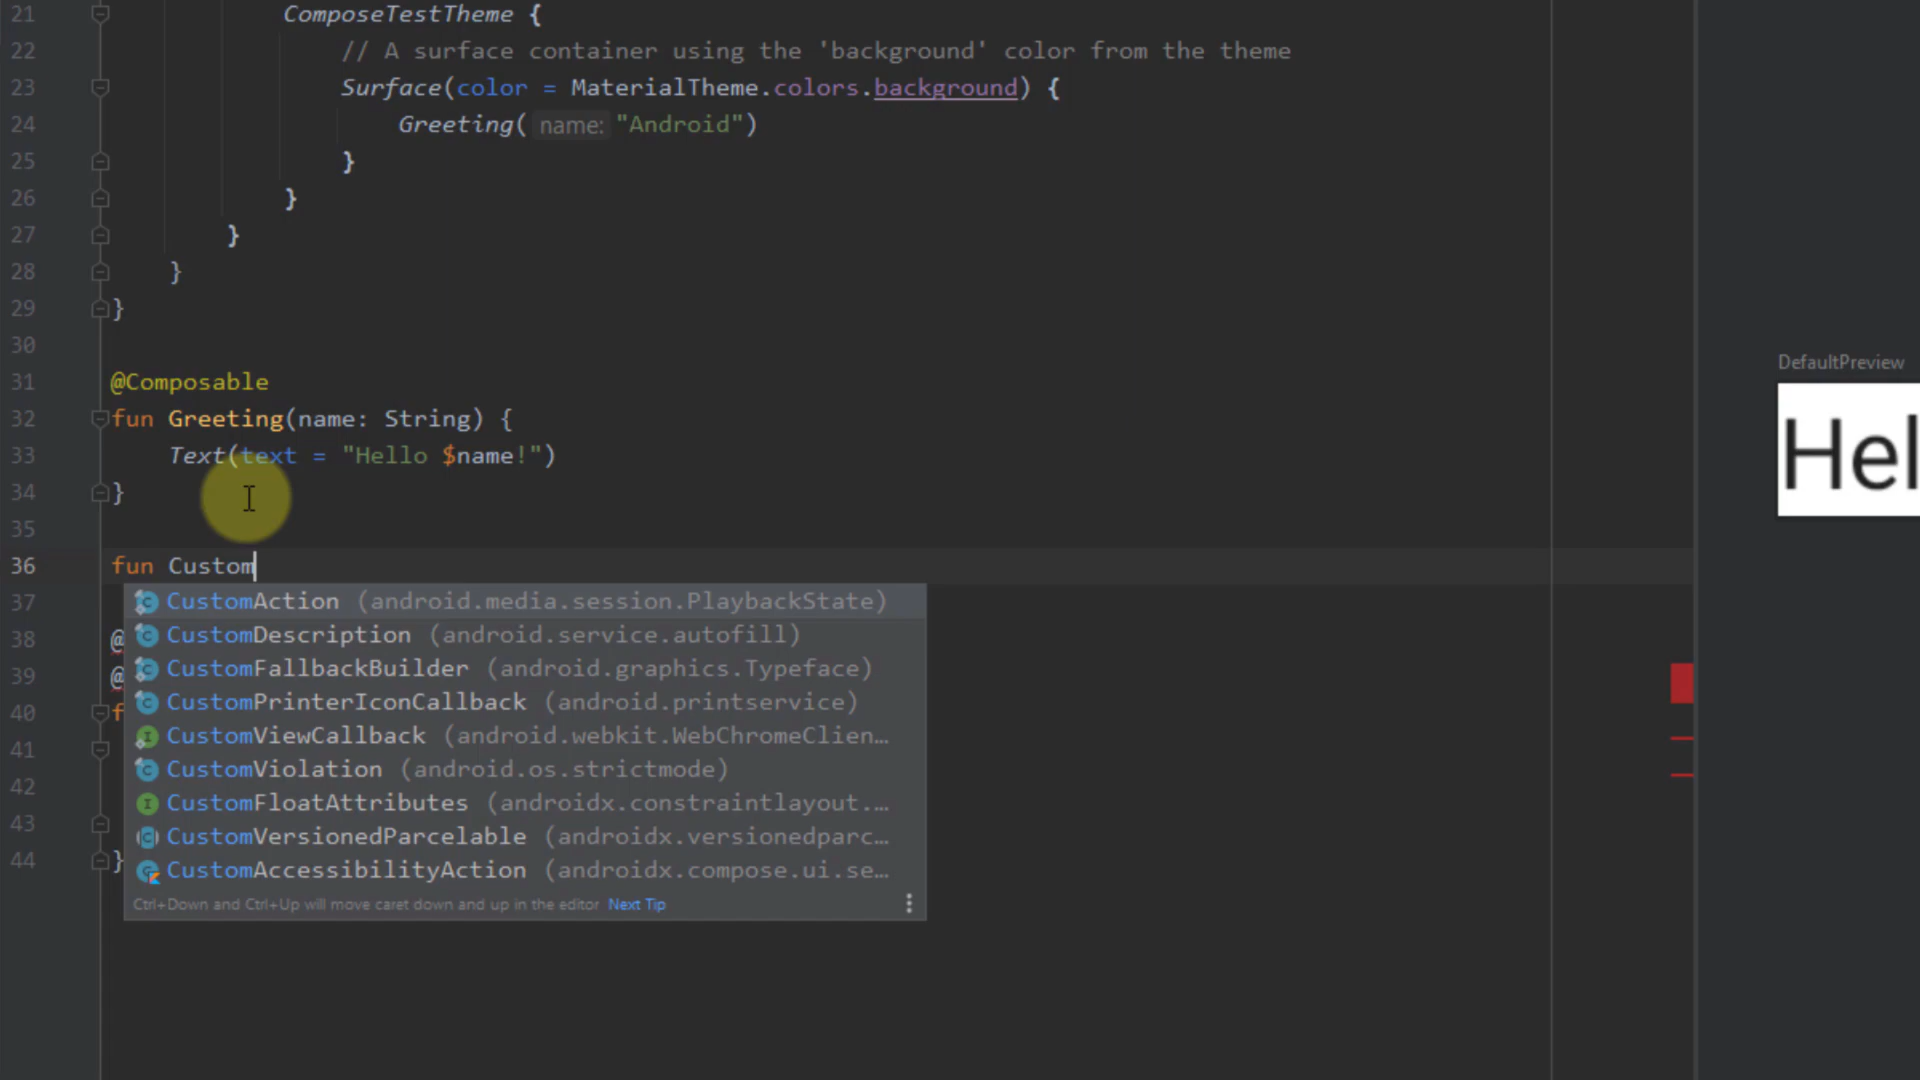 21 ComposeTestTheme {
22 // A surface container using the 'background' color from the theme
23 Surface(color = MaterialTheme.colors.background) {
24 Greeting( name: "Android")
25 }
26 }
27 }
28 }
29 }
30
31 @Composable
32 fun Greeting(name: String) {
33 Text(text = "Hello $name!")
34 }
35
36 fun Custom
37 CustomAction (android.media.session.PlaybackState)
38 @ CustomDescription (android.service.autofill)
39 @ CustomFallbackBuilder (android.graphics.Typeface)
40 f CustomPrinterIconCallback (android.printservice)
41 CustomViewCallback (android.webkit.WebChromeClien…
42 CustomViolation (android.os.strictmode)
43 CustomFloatAttributes (androidx.constraintlayout.…
CustomVersionedParcelable (androidx.versionedparc…
44 } CustomAccessibilityAction (androidx.compose.ui.se…
Ctrl+Down and Ctrl+Up will move caret down and up in the editor Next Tip
DefaultPreview
Hel